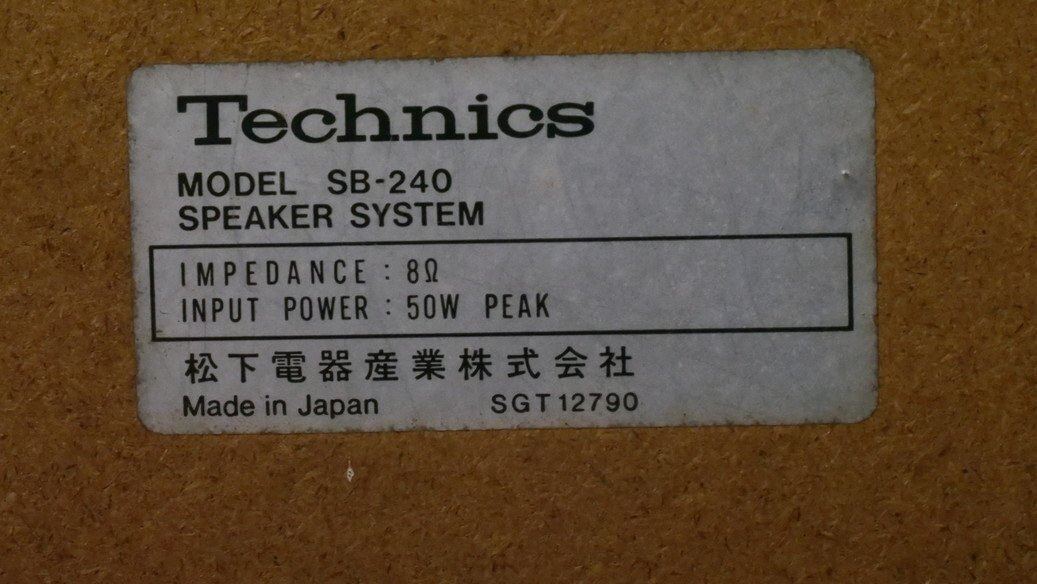 Technics
MODEL SB-240
SPEAKER SYSTEM
IMPEDANCE : 8Ω
INPUT POWER : 50W PEAK
松下電器産業株式会社
Made in Japan SGT12790